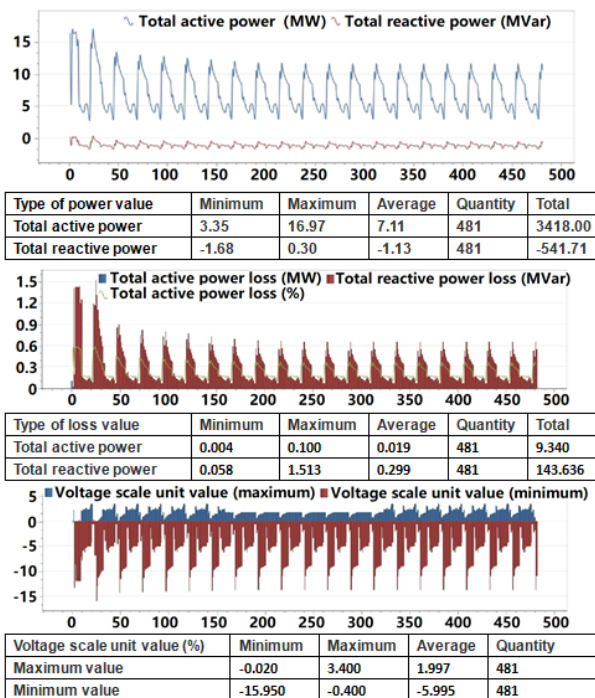 Total active power (MW) Total reactive power (MVar)
15
10
5
0
0 50 100 150 200 250 300 350 400 450 500
Type of power value Minimum Maximum Average Quantity Total
Total active power 3.35 16.97 7.11 481 3418.00
Total reactive power -1.68 0.30 -1.13 481 -541.71
Total active power loss (MW) Total reactive power loss (MVar)
Total active power loss (%)
1.5
1.2
0.9
0.6
0.3
0
0 50 100 150 200 250 300 350 400 450 500
Type of loss value Minimum Maximum Average Quantity Total
Total active power 0.004 0.100 0.019 481 9.340
Total reactive power 0.058 1.513 0.299 481 143.636
Voltage scale unit value (maximum) Voltage scale unit value (minimum)
5
0
-5
-10
-15
0 50 100 150 200 250 300 350 400 450 500
Voltage scale unit value (%) Minimum Maximum Average Quantity
Maximum value -0.020 3.400 1.997 481
Minimum value -15.950 -0.400 -5.995 481